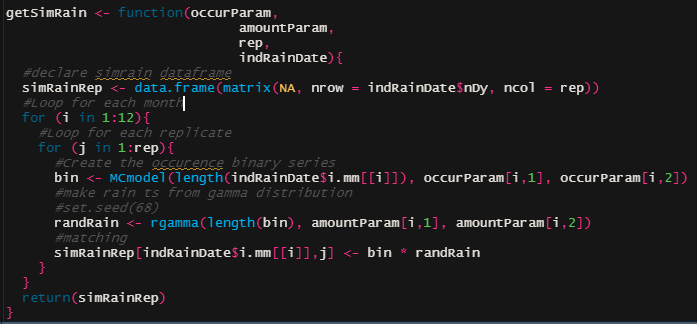 getSimRain <- function(occurParam,
                       amountParam,
                       rep,
                       indRainDate){
  #declare simrain dataframe
  simRainRep <- data.frame(matrix(NA, nrow = indRainDate$nDy, ncol = rep))
  #Loop for each month
  for (i in 1:12){
    #Loop for each replicate
    for (j in 1:rep){
      #Create the occurence binary series
      bin <- MCmodel(length(indRainDate$i.mm[[i]]), occurParam[i,1], occurParam[i,2])
      #make rain ts from gamma distribution
      #set.seed(68)
      randRain <- rgamma(length(bin), amountParam[i,1], amountParam[i,2])
      #matching
      simRainRep[indRainDate$i.mm[[i]],j] <- bin * randRain
    }
  }
  return(simRainRep)
}